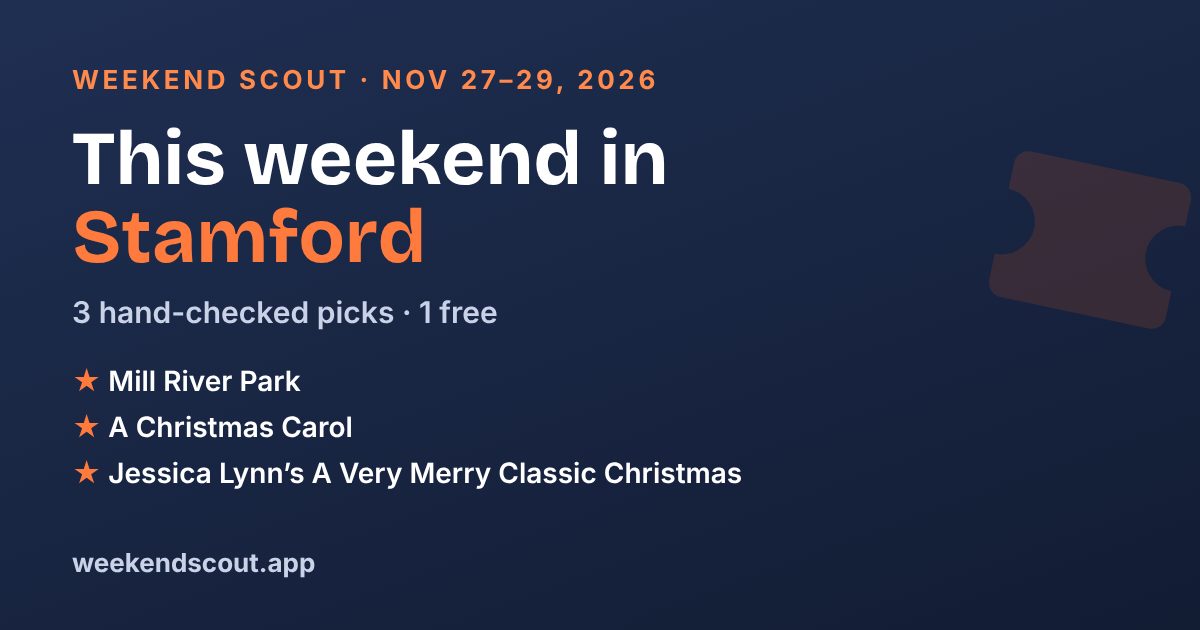 WEEKEND SCOUT · NOV 27–29, 2026
This weekend in
Stamford
3 hand-checked picks · 1 free
★ Mill River Park
★ A Christmas Carol
★ Jessica Lynn’s A Very Merry Classic Christmas
weekendscout.app